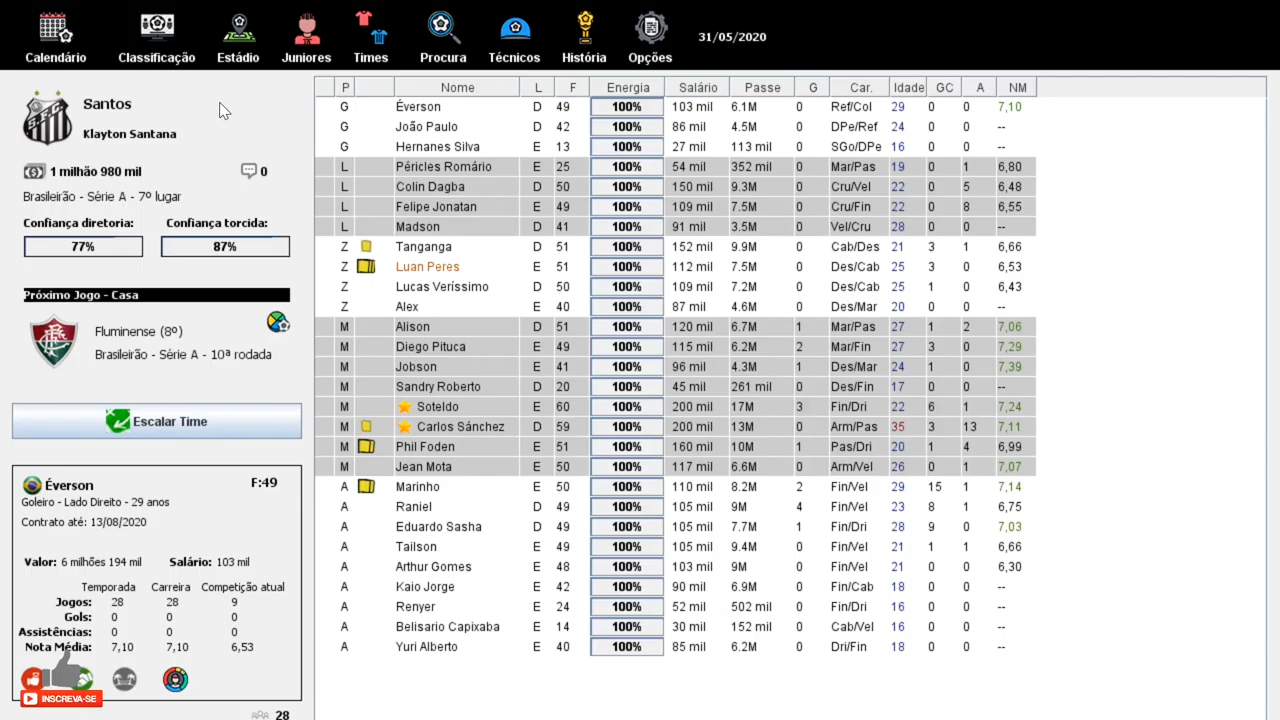 Calendário Classificação Estádio Juniores Times Procura Técnicos História Opções 31/05/2020
Santos
Klayton Santana
1 milhão 980 mil 0
Brasileirão - Série A - 7º lugar
Confiança diretoria: Confiança torcida:
77% 87%
Próximo Jogo - Casa
Fluminense (8º)
Brasileirão - Série A - 10ª rodada
Escalar Time
Éverson F:49
Goleiro - Lado Direito - 29 anos
Contrato até: 13/08/2020
Valor: 6 milhões 194 mil Salário: 103 mil
Temporada Carreira Competição atual
Jogos: 28 28 9
Gols: 0 0 0
Assistências: 0 0 0
Nota Média: 7,10 7,10 6,53
INSCREVA-SE
28
P Nome L F Energia Salário Passe G Car. Idade GC A NM
G Éverson D 49 100% 103 mil 6.1M 0 Ref/Col 29 0 0 7,10
G João Paulo D 42 100% 86 mil 4.5M 0 DPe/Ref 24 0 0 --
G Hernanes Silva E 13 100% 27 mil 113 mil 0 SGo/DPe 16 0 0 --
L Péricles Romário E 25 100% 54 mil 352 mil 0 Mar/Pas 19 0 1 6,80
L Colin Dagba D 50 100% 150 mil 9.3M 0 Cru/Vel 22 0 5 6,48
L Felipe Jonatan E 49 100% 109 mil 7.5M 0 Cru/Fin 22 0 8 6,55
L Madson D 41 100% 91 mil 3.5M 0 Vel/Cru 28 0 0 --
Z Tanganga D 51 100% 152 mil 9.9M 0 Cab/Des 21 3 1 6,66
Z Luan Peres E 51 100% 112 mil 7.5M 0 Des/Cab 25 3 0 6,53
Z Lucas Veríssimo D 50 100% 109 mil 7.2M 0 Des/Cab 25 1 0 6,43
Z Alex E 40 100% 87 mil 4.6M 0 Des/Mar 20 0 0 --
M Alison D 51 100% 120 mil 6.7M 1 Mar/Pas 27 1 2 7,06
M Diego Pituca E 49 100% 115 mil 6.2M 2 Mar/Fin 27 3 0 7,29
M Jobson E 41 100% 96 mil 4.3M 1 Des/Mar 24 1 0 7,39
M Sandry Roberto D 20 100% 45 mil 261 mil 0 Des/Fin 17 0 0 --
M Soteldo E 60 100% 200 mil 17M 3 Fin/Dri 22 6 1 7,24
M Carlos Sánchez D 59 100% 200 mil 13M 0 Arm/Pas 35 3 13 7,11
M Phil Foden E 51 100% 160 mil 10M 1 Pas/Dri 20 1 4 6,99
M Jean Mota E 50 100% 117 mil 6.6M 0 Arm/Vel 26 0 1 7,07
A Marinho E 50 100% 110 mil 8.2M 2 Fin/Vel 29 15 1 7,14
A Raniel D 49 100% 105 mil 9M 4 Fin/Vel 23 8 1 6,75
A Eduardo Sasha D 49 100% 105 mil 7.7M 1 Fin/Dri 28 9 0 7,03
A Tailson E 49 100% 105 mil 9.4M 0 Fin/Vel 21 1 1 6,66
A Arthur Gomes E 48 100% 103 mil 9M 0 Fin/Vel 21 0 0 6,30
A Kaio Jorge E 42 100% 90 mil 6.9M 0 Fin/Cab 18 0 0 --
A Renyer E 24 100% 52 mil 502 mil 0 Fin/Dri 16 0 0 --
A Belisario Capixaba E 14 100% 30 mil 152 mil 0 Cab/Vel 16 0 0 --
A Yuri Alberto E 40 100% 85 mil 6.2M 0 Dri/Fin 18 0 0 --